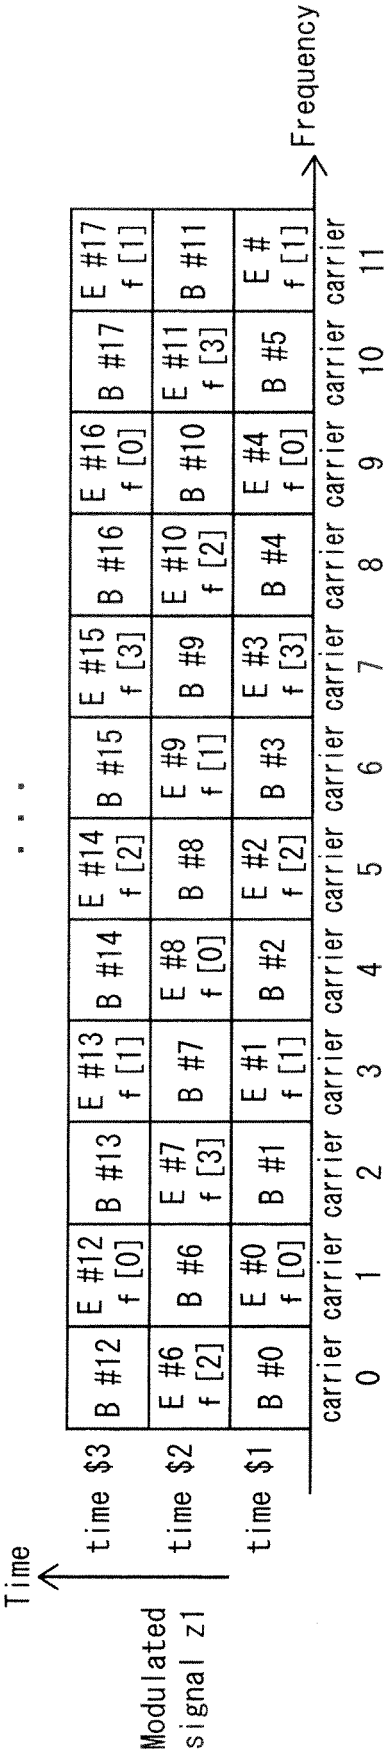 Time
. . .
time $3
B #12
E #12
f [0]
B #13
E #13
f [1]
B #14
E #14
f [2]
B #15
E #15
f [3]
B #16
E #16
f [0]
B #17
E #17
f [1]
Modulated
signal z1
time $2
E #6
f [2]
B #6
E #7
f [3]
B #7
E #8
f [0]
B #8
E #9
f [1]
B #9
E #10
f [2]
B #10
E #11
f [3]
B #11
time $1
B #0
E #0
f [0]
B #1
E #1
f [1]
B #2
E #2
f [2]
B #3
E #3
f [3]
B #4
E #4
f [0]
B #5
E #
f [1]
Frequency
carrier carrier carrier carrier carrier carrier carrier carrier carrier carrier carrier carrier
0 1 2 3 4 5 6 7 8 9 10 11